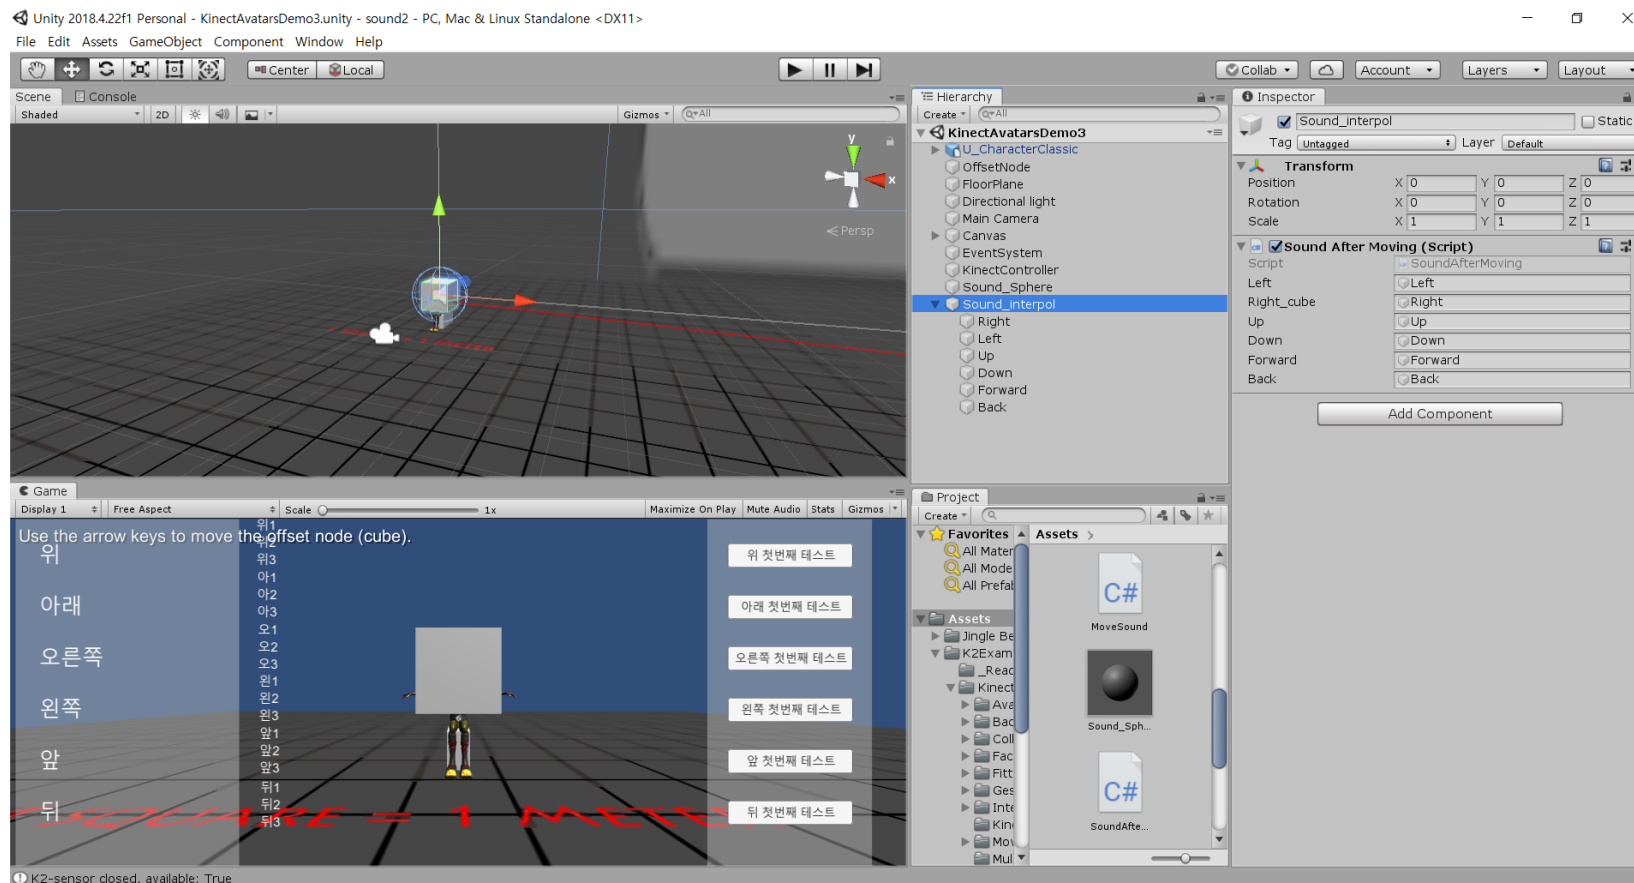 Unity 2018.4.22f1 Personal - KinectAvatarsDemo3.unity - sound2 - PC, Mac & Linux Standalone <DX11>
File Edit Assets GameObject Component Window Help
Center Local
Collab Account Layers Layout
Scene Console
Shaded 2D Gizmos All
y
x
Persp
Hierarchy
Create All
KinectAvatarsDemo3
U_CharacterClassic
OffsetNode
FloorPlane
Directional light
Main Camera
Canvas
EventSystem
KinectController
Sound_Sphere
Sound_interpol
Right
Left
Up
Down
Forward
Back
Inspector
Sound_interpol Static
Tag Untagged Layer Default
Transform
Position X 0 Y 0 Z 0
Rotation X 0 Y 0 Z 0
Scale X 1 Y 1 Z 1
Sound After Moving (Script)
Script SoundAfterMoving
Left Left
Right_cube Right
Up Up
Down Down
Forward Forward
Back Back
Add Component
Game
Display 1 Free Aspect Scale 1x Maximize On Play Mute Audio Stats Gizmos
Use the arrow keys to move the offset node (cube).
위
아래
오른쪽
왼쪽
앞
뒤
위1
위2
위3
아1
아2
아3
오1
오2
오3
왼1
왼2
왼3
앞1
앞2
앞3
뒤1
뒤2
뒤3
위 첫번째 테스트
아래 첫번째 테스트
오른쪽 첫번째 테스트
왼쪽 첫번째 테스트
앞 첫번째 테스트
뒤 첫번째 테스트
SQUARE = 1 METE
Project
Create
Favorites
All Mater
All Mode
All Prefal
Assets
Jingle Be
K2Exam
_Reac
Kinect
Ava
Bac
Coll
Fac
Fitt
Ges
Inte
Kin
Mov
Mul
Assets
C#
MoveSound
Sound_Sph...
C#
SoundAfte...
K2-sensor closed, available: True